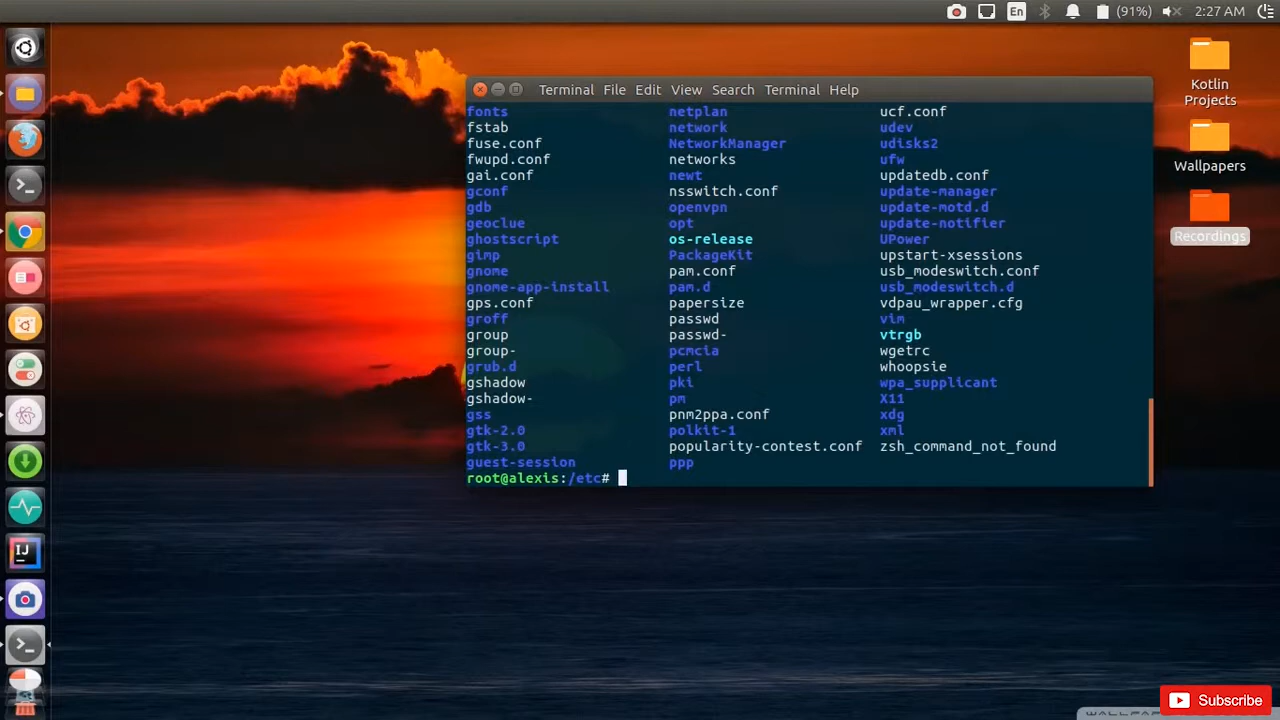 En (91%) 2:27 AM
Terminal File Edit View Search Terminal Help
fonts netplan ucf.conf
fstab network udev
fuse.conf NetworkManager udisks2
fwupd.conf networks ufw
gai.conf newt updatedb.conf
gconf nsswitch.conf update-manager
gdb openvpn update-motd.d
geoclue opt update-notifier
ghostscript os-release UPower
gimp PackageKit upstart-xsessions
gnome pam.conf usb_modeswitch.conf
gnome-app-install pam.d usb_modeswitch.d
gps.conf papersize vdpau_wrapper.cfg
groff passwd vim
group passwd- vtrgb
group- pcmcia wgetrc
grub.d perl whoopsie
gshadow pki wpa_supplicant
gshadow- pm X11
gss pnm2ppa.conf xdg
gtk-2.0 polkit-1 xml
gtk-3.0 popularity-contest.conf zsh_command_not_found
guest-session ppp
root@alexis:/etc#
Kotlin
Projects
Wallpapers
Recordings
IJ
Subscribe